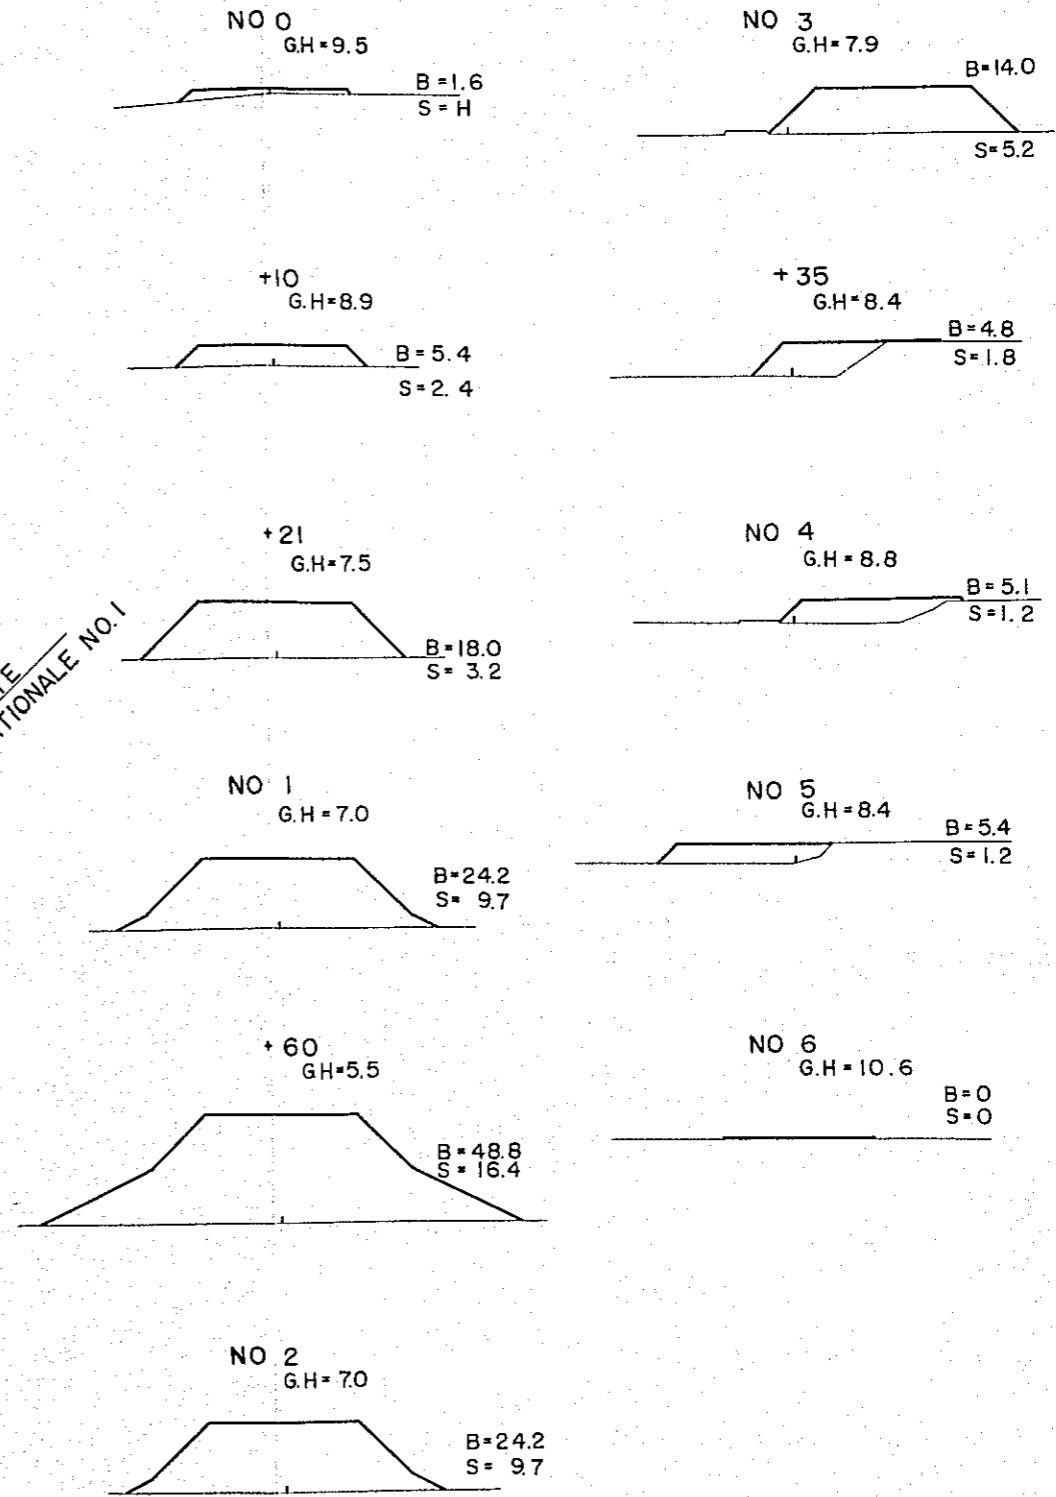 NO 0
G.H=9.5
B=1.6
S=H
+10
G.H=8.9
B=5.4
S=2.4
+21
G.H=7.5
B=18.0
S=3.2
TIONALE NO.1
NO 1
G.H=7.0
B=24.2
S=9.7
+60
GH=5.5
B=48.8
S=16.4
NO 2
G.H=7.0
B=24.2
S=9.7
NO 3
G.H=7.9
B=14.0
S=5.2
+35
G.H=8.4
B=4.8
S=1.8
NO 4
G.H=8.8
B=5.1
S=1.2
NO 5
G.H=8.4
B=5.4
S=1.2
NO 6
G.H=10.6
B=0
S=0